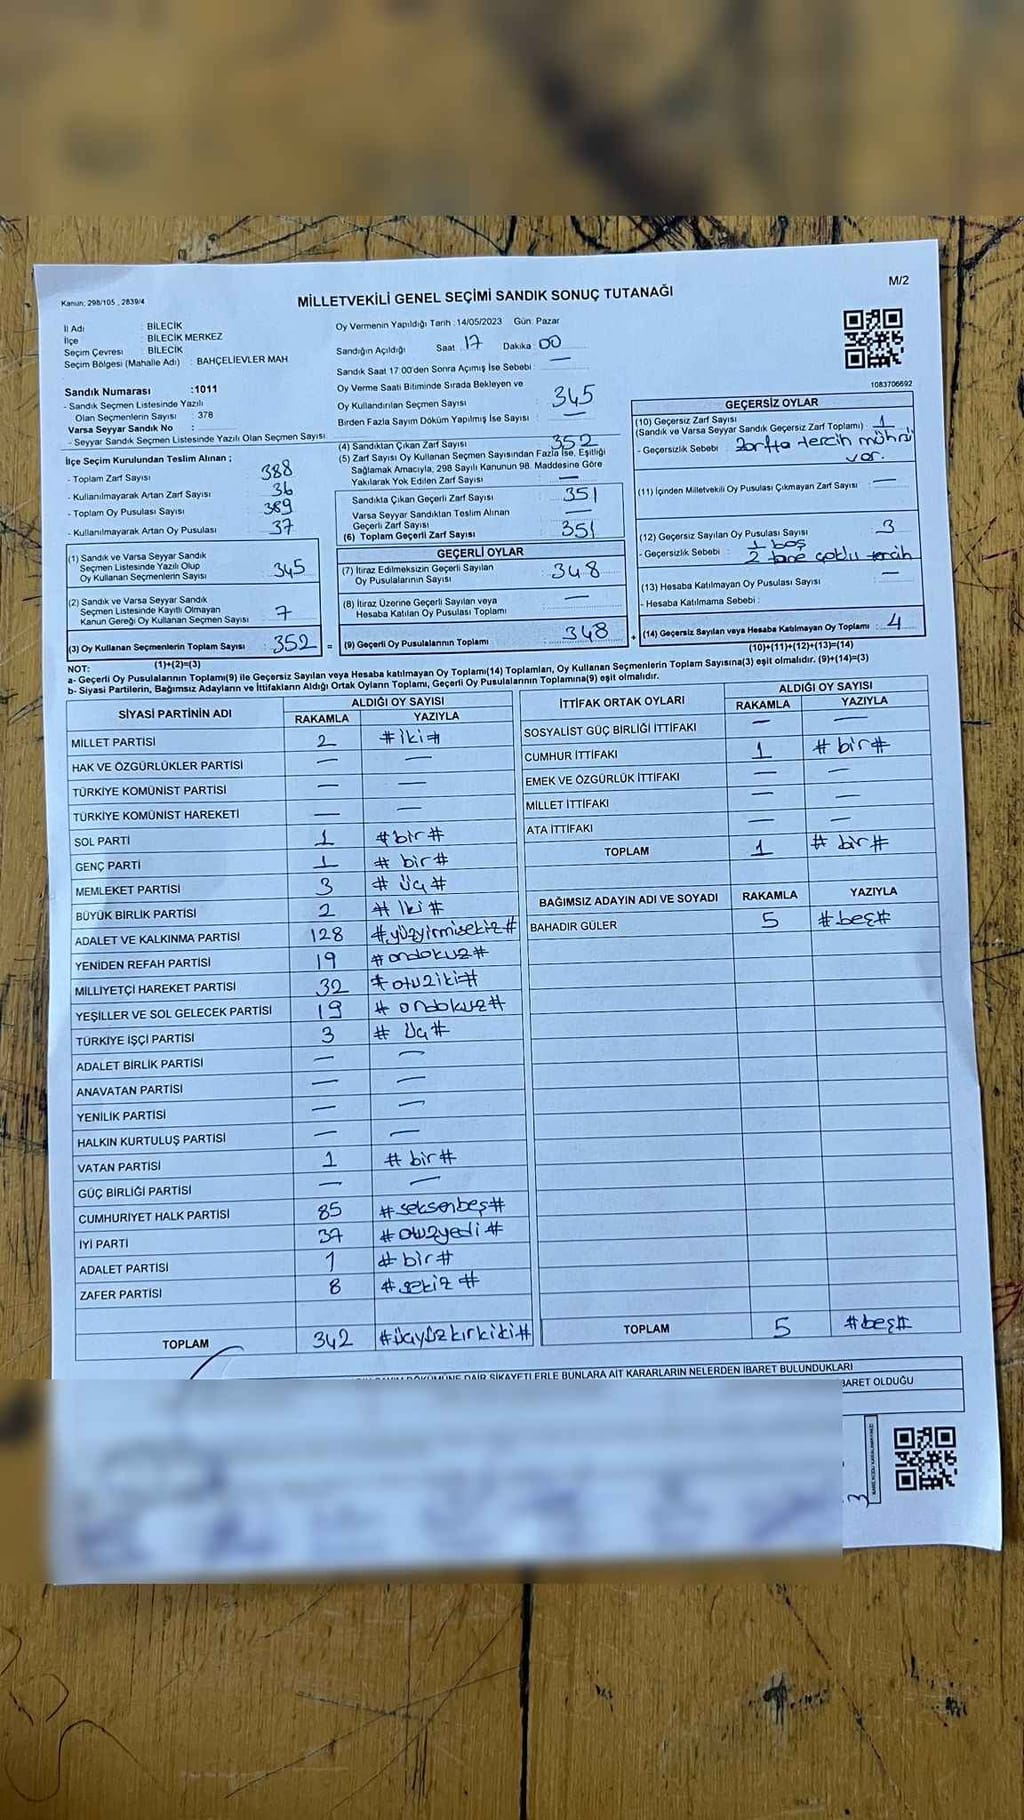 Kanun; 298/105 , 2839/4
M/2
MİLLETVEKİLİ GENEL SEÇİMİ SANDIK SONUÇ TUTANAĞI
İl Adı : BİLECİK
İlçe : BİLECİK MERKEZ
Seçim Çevresi : BİLECİK
Seçim Bölgesi (Mahalle Adı) : BAHÇELİEVLER MAH
Sandık Numarası :1011
- Sandık Seçmen Listesinde Yazılı
Olan Seçmenlerin Sayısı : 378
Varsa Seyyar Sandık No :
- Seyyar Sandık Seçmen Listesinde Yazılı Olan Seçmen Sayısı:
İlçe Seçim Kurulundan Teslim Alınan ;
- Toplam Zarf Sayısı 388
- Kullanılmayarak Artan Zarf Sayısı 36
- Toplam Oy Pusulası Sayısı 389
- Kullanılmayarak Artan Oy Pusulası 37
(1) Sandık ve Varsa Seyyar Sandık
Seçmen Listesinde Yazılı Olup
Oy Kullanan Seçmenlerin Sayısı 345
(2) Sandık ve Varsa Seyyar Sandık
Seçmen Listesinde Kayıtlı Olmayan
Kanun Gereği Oy Kullanan Seçmen Sayısı : 7
(3) Oy Kullanan Seçmenlerin Toplam Sayısı : 352 =
(1)+(2)=(3)
Oy Vermenin Yapıldığı Tarih : 14/05/2023 Gün: Pazar
Sandığın Açıldığı Saat : 17 Dakika : 00
Sandık Saat 17 00'den Sonra Açılmış İse Sebebi : —
Oy Verme Saati Bitiminde Sırada Bekleyen ve
Oy Kullandırılan Seçmen Sayısı 345
Birden Fazla Sayım Döküm Yapılmış İse Sayısı —
(4) Sandıktan Çıkan Zarf Sayısı 352
(5) Zarf Sayısı Oy Kullanan Seçmen Sayısından Fazla İse, Eşitliği
Sağlamak Amacıyla, 298 Sayılı Kanunun 98. Maddesine Göre
Yakılarak Yok Edilen Zarf Sayısı : —
Sandıkta Çıkan Geçerli Zarf Sayısı : 351
Varsa Seyyar Sandıktan Teslim Alınan
Geçerli Zarf Sayısı —
(6) Toplam Geçerli Zarf Sayısı : 351
GEÇERLİ OYLAR
(7) İtiraz Edilmeksizin Geçerli Sayılan
Oy Pusulalarının Sayısı : 348
(8) İtiraz Üzerine Geçerli Sayılan veya
Hesaba Katılan Oy Pusulası Toplamı : —
(9) Geçerli Oy Pusulalarının Toplamı : 348 +
1083706692
GEÇERSİZ OYLAR
(10) Geçersiz Zarf Sayısı
(Sandık ve Varsa Seyyar Sandık Geçersiz Zarf Toplamı) : 1
- Geçersizlik Sebebi : zarfta tercih mührü
var.
(11) İçinden Milletvekili Oy Pusulası Çıkmayan Zarf Sayısı : —
(12) Geçersiz Sayılan Oy Pusulası Sayısı : 3
- Geçersizlik Sebebi : 1 boş
2 tane çoklu tercih
(13) Hesaba Katılmayan Oy Pusulası Sayısı : —
- Hesaba Katılmama Sebebi :
(14) Geçersiz Sayılan veya Hesaba Katılmayan Oy Toplamı : 4
(10)+(11)+(12)+(13)=(14)
NOT:
a- Geçerli Oy Pusulalarının Toplamı(9) ile Geçersiz Sayılan veya Hesaba katılmayan Oy Toplamı(14) Toplamları, Oy Kullanan Seçmenlerin Toplam Sayısına(3) eşit olmalıdır. (9)+(14)=(3)
b- Siyasi Partilerin, Bağımsız Adayların ve İttifakların Aldığı Ortak Oyların Toplamı, Geçerli Oy Pusulalarının Toplamına(9) eşit olmalıdır.
SİYASİ PARTİNİN ADI ALDIĞI OY SAYISI
RAKAMLA YAZIYLA
MİLLET PARTİSİ 2 #iki#
HAK VE ÖZGÜRLÜKLER PARTİSİ — —
TÜRKİYE KOMÜNİST PARTİSİ — —
TÜRKİYE KOMÜNİST HAREKETİ — —
SOL PARTİ 1 #bir#
GENÇ PARTİ 1 # bir#
MEMLEKET PARTİSİ 3 # üç#
BÜYÜK BİRLİK PARTİSİ 2 # iki#
ADALET VE KALKINMA PARTİSİ 128 #yüzyirmisekiz#
YENİDEN REFAH PARTİSİ 19 #ondokuz#
MİLLİYETÇİ HAREKET PARTİSİ 32 #otuziki#
YEŞİLLER VE SOL GELECEK PARTİSİ 19 # ondokuz#
TÜRKİYE İŞÇİ PARTİSİ 3 # üç#
ADALET BİRLİK PARTİSİ — —
ANAVATAN PARTİSİ — —
YENİLİK PARTİSİ — —
HALKIN KURTULUŞ PARTİSİ — —
VATAN PARTİSİ 1 # bir#
GÜÇ BİRLİĞİ PARTİSİ — —
CUMHURİYET HALK PARTİSİ 85 #seksenbeş#
İYİ PARTİ 37 #otuzyedi#
ADALET PARTİSİ 1 #bir#
ZAFER PARTİSİ 8 #sekiz #
TOPLAM 342 #üçyüzkırkiki#
İTTİFAK ORTAK OYLARI ALDIĞI OY SAYISI
RAKAMLA YAZIYLA
SOSYALİST GÜÇ BİRLİĞİ İTTİFAKI — —
CUMHUR İTTİFAKI 1 # bir#
EMEK VE ÖZGÜRLÜK İTTİFAKI — —
MİLLET İTTİFAKI — —
ATA İTTİFAKI — —
TOPLAM 1 # bir#
BAĞIMSIZ ADAYIN ADI VE SOYADI RAKAMLA YAZIYLA
BAHADIR GÜLER 5 #beş#
TOPLAM 5 #beş#
DÖKÜMÜNE DAİR ŞİKAYETLERLE BUNLARA AİT KARARLARIN NELERDEN İBARET BULUNDUKLARI
İBARET OLDUĞU
3